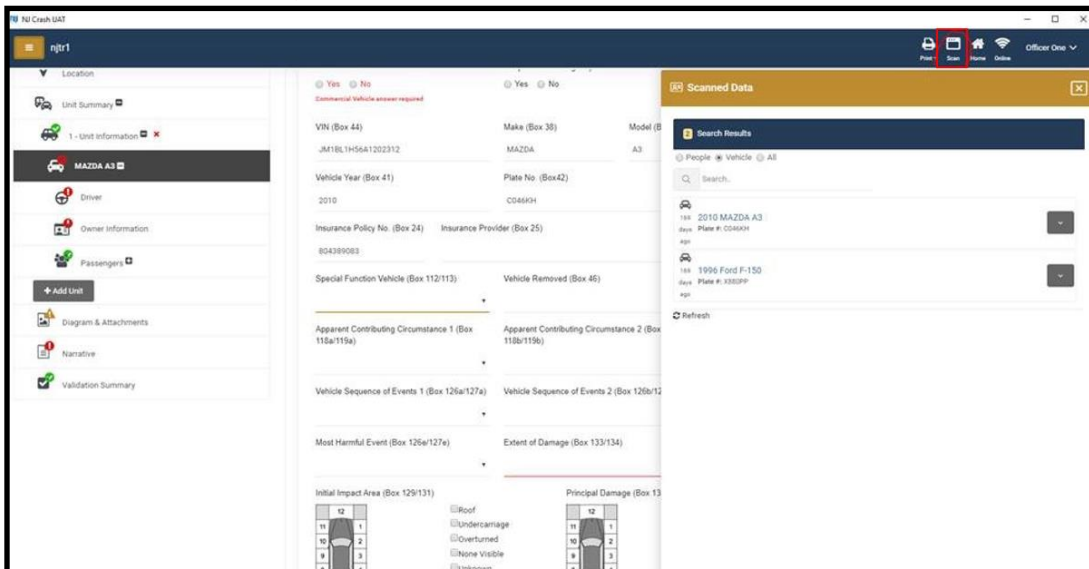 NJ Crash UAT
njtr1
Print
Scan
Home
Online
Officer One
Location
Unit Summary
1 - Unit Information
MAZDA A3
Driver
Owner Information
Passengers
+ Add Unit
Diagram & Attachments
Narrative
Validation Summary
Yes No
Yes No
Commercial Vehicle answer required
VIN (Box 44) Make (Box 38) Model (B
JM1BL1H56A1202312 MAZDA A3
Vehicle Year (Box 41) Plate No. (Box42)
2010 C046KH
Insurance Policy No. (Box 24) Insurance Provider (Box 25)
804389083
Special Function Vehicle (Box 112/113) Vehicle Removed (Box 46)
Apparent Contributing Circumstance 1 (Box
118a/119a)
Apparent Contributing Circumstance 2 (Box
118b/119b)
Vehicle Sequence of Events 1 (Box 126a/127a) Vehicle Sequence of Events 2 (Box 126b/12
Most Harmful Event (Box 126e/127e) Extent of Damage (Box 133/134)
Initial Impact Area (Box 129/131) Principal Damage (Box 13
12
11 1
10 2
9 3
Roof
Undercarriage
Overturned
None Visible
Unknown
12
11 1
10 2
9 3
Scanned Data
2 Search Results
People Vehicle All
Search..
188
days
ago
2010 MAZDA A3
Plate #: C046KH
188
days
ago
1996 Ford F-150
Plate #: X880PP
Refresh